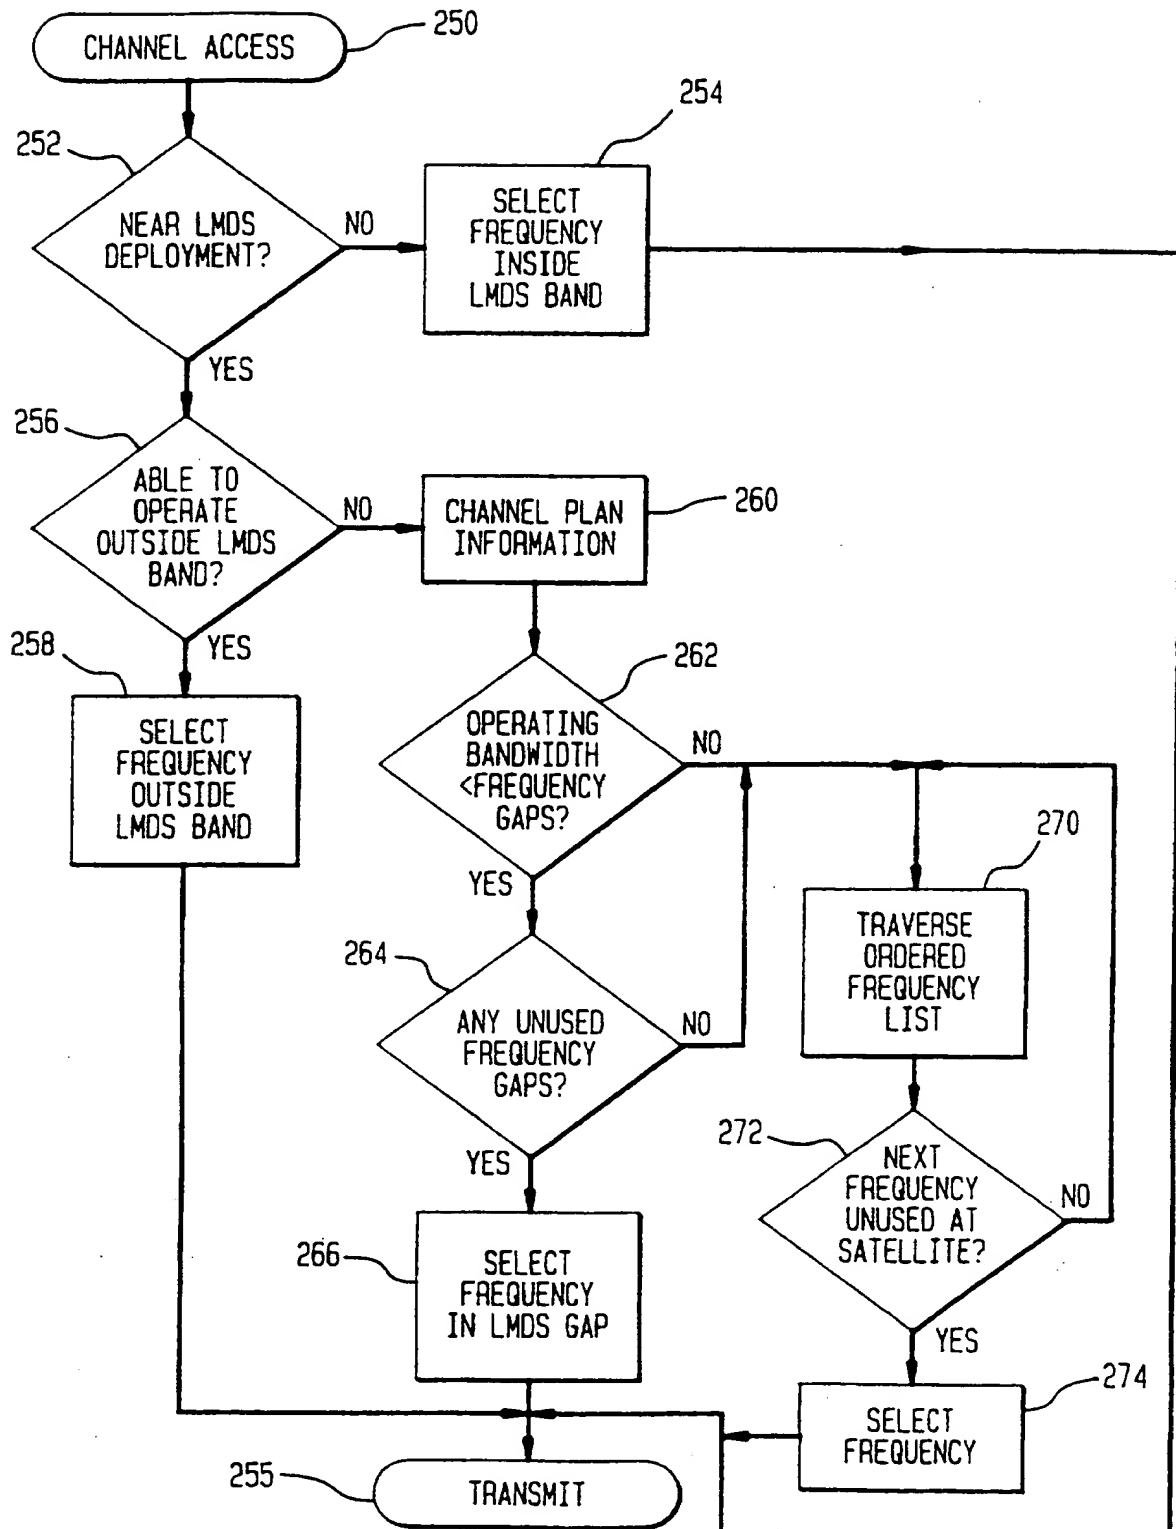 CHANNEL ACCESS
250
252
NEAR LMDS
DEPLOYMENT?
NO
YES
254
SELECT
FREQUENCY
INSIDE
LMDS BAND
256
ABLE TO
OPERATE
OUTSIDE LMDS
BAND?
NO
YES
260
CHANNEL PLAN
INFORMATION
258
SELECT
FREQUENCY
OUTSIDE
LMDS BAND
262
OPERATING
BANDWIDTH
<FREQUENCY
GAPS?
NO
YES
264
ANY UNUSED
FREQUENCY
GAPS?
NO
YES
270
TRAVERSE
ORDERED
FREQUENCY
LIST
272
NEXT
FREQUENCY
UNUSED AT
SATELLITE?
NO
YES
266
SELECT
FREQUENCY
IN LMDS GAP
274
SELECT
FREQUENCY
255
TRANSMIT